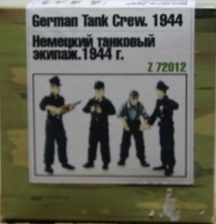 German Tank Crew. 1944
Немецкий танковый
экипаж.1944 г.
Z 72012